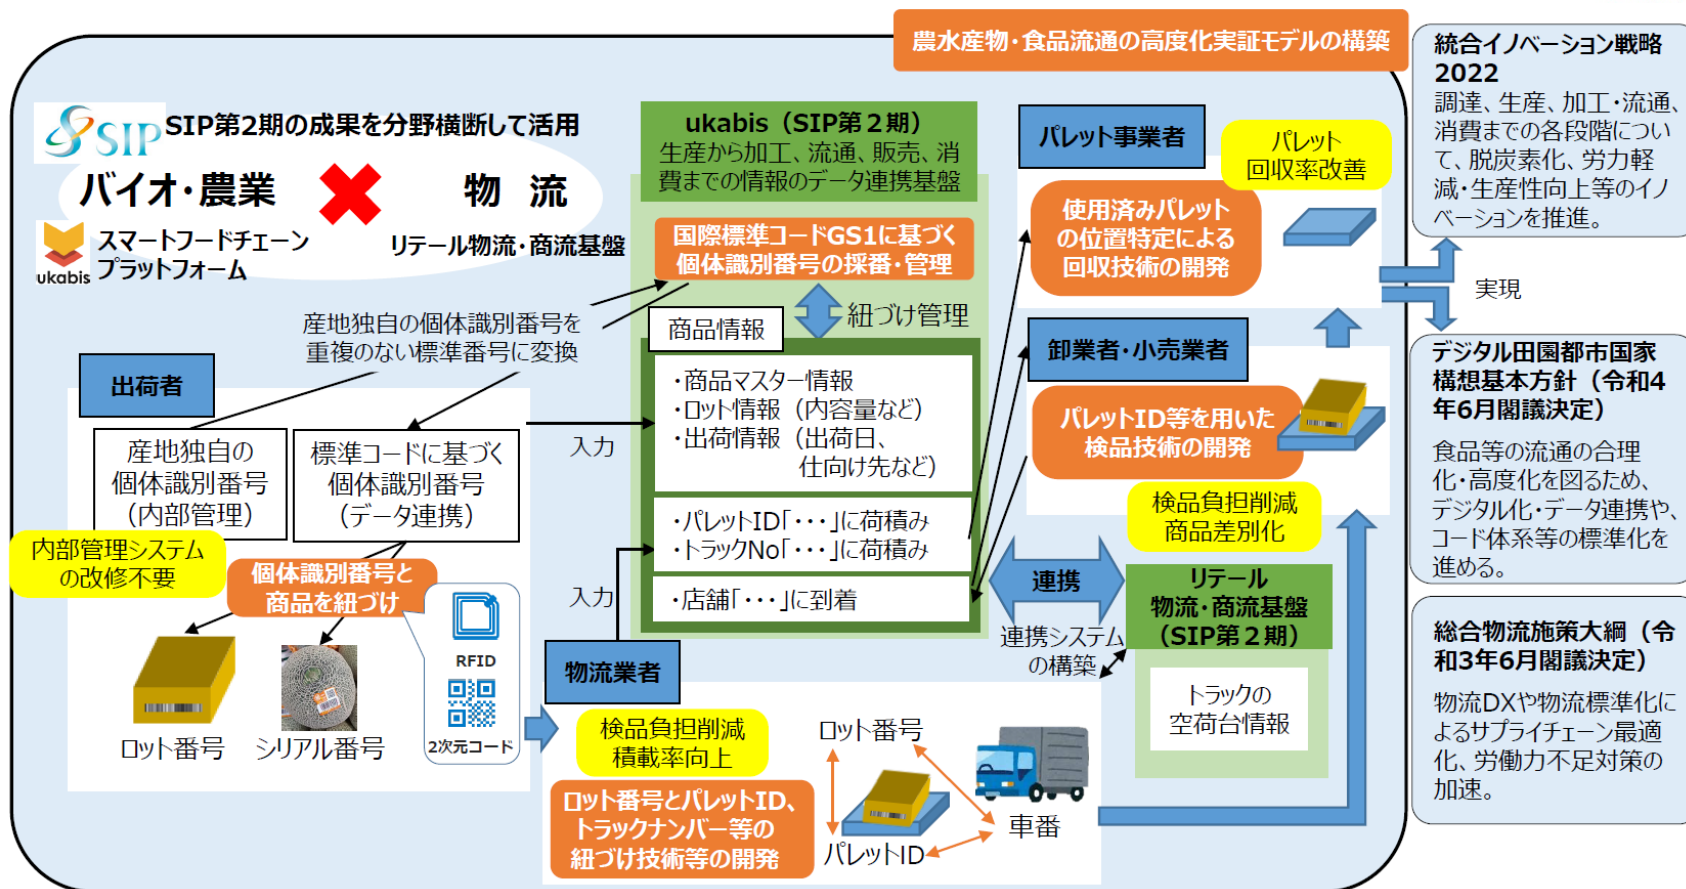 農水産物・食品流通の高度化実証モデルの構築
SIP
SIP第2期の成果を分野横断して活用
バイオ・農業
物 流
ukabis
スマートフードチェーン
プラットフォーム
リテール物流・商流基盤
ukabis(SIP第2期)
生産から加工、流通、販売、消
費までの情報のデータ連携基盤
国際標準コードGS1に基づく
個体識別番号の採番・管理
紐づけ管理
産地独自の個体識別番号を
重複のない標準番号に変換
商品情報
・商品マスター情報
・ロット情報(内容量など)
・出荷情報(出荷日、
仕向け先など)
・パレットID「・・・」に荷積み
・トラックNo「・・・」に荷積み
・店舗「・・・」に到着
出荷者
産地独自の
個体識別番号
(内部管理)
標準コードに基づく
個体識別番号
(データ連携)
入力
内部管理システム
の改修不要
個体識別番号と
商品を紐づけ
RFID
2次元コード
ロット番号
シリアル番号
入力
物流業者
検品負担削減
積載率向上
ロット番号とパレットID、
トラックナンバー等の
紐づけ技術等の開発
ロット番号
パレットID
車番
パレット事業者
パレット
回収率改善
使用済みパレット
の位置特定による
回収技術の開発
卸業者・小売業者
パレットID等を用いた
検品技術の開発
検品負担削減
商品差別化
連携
連携システム
の構築
リテール
物流・商流基盤
(SIP第2期)
トラックの
空荷台情報
実現
統合イノベーション戦略
2022
調達、生産、加工・流通、
消費までの各段階につい
て、脱炭素化、労力軽
減・生産性向上等のイノ
ベーションを推進。
デジタル田園都市国家
構想基本方針(令和4
年6月閣議決定)
食品等の流通の合理
化・高度化を図るため、
デジタル化・データ連携や、
コード体系等の標準化を
進める。
総合物流施策大綱(令
和3年6月閣議決定)
物流DXや物流標準化に
よるサプライチェーン最適
化、労働力不足対策の
加速。